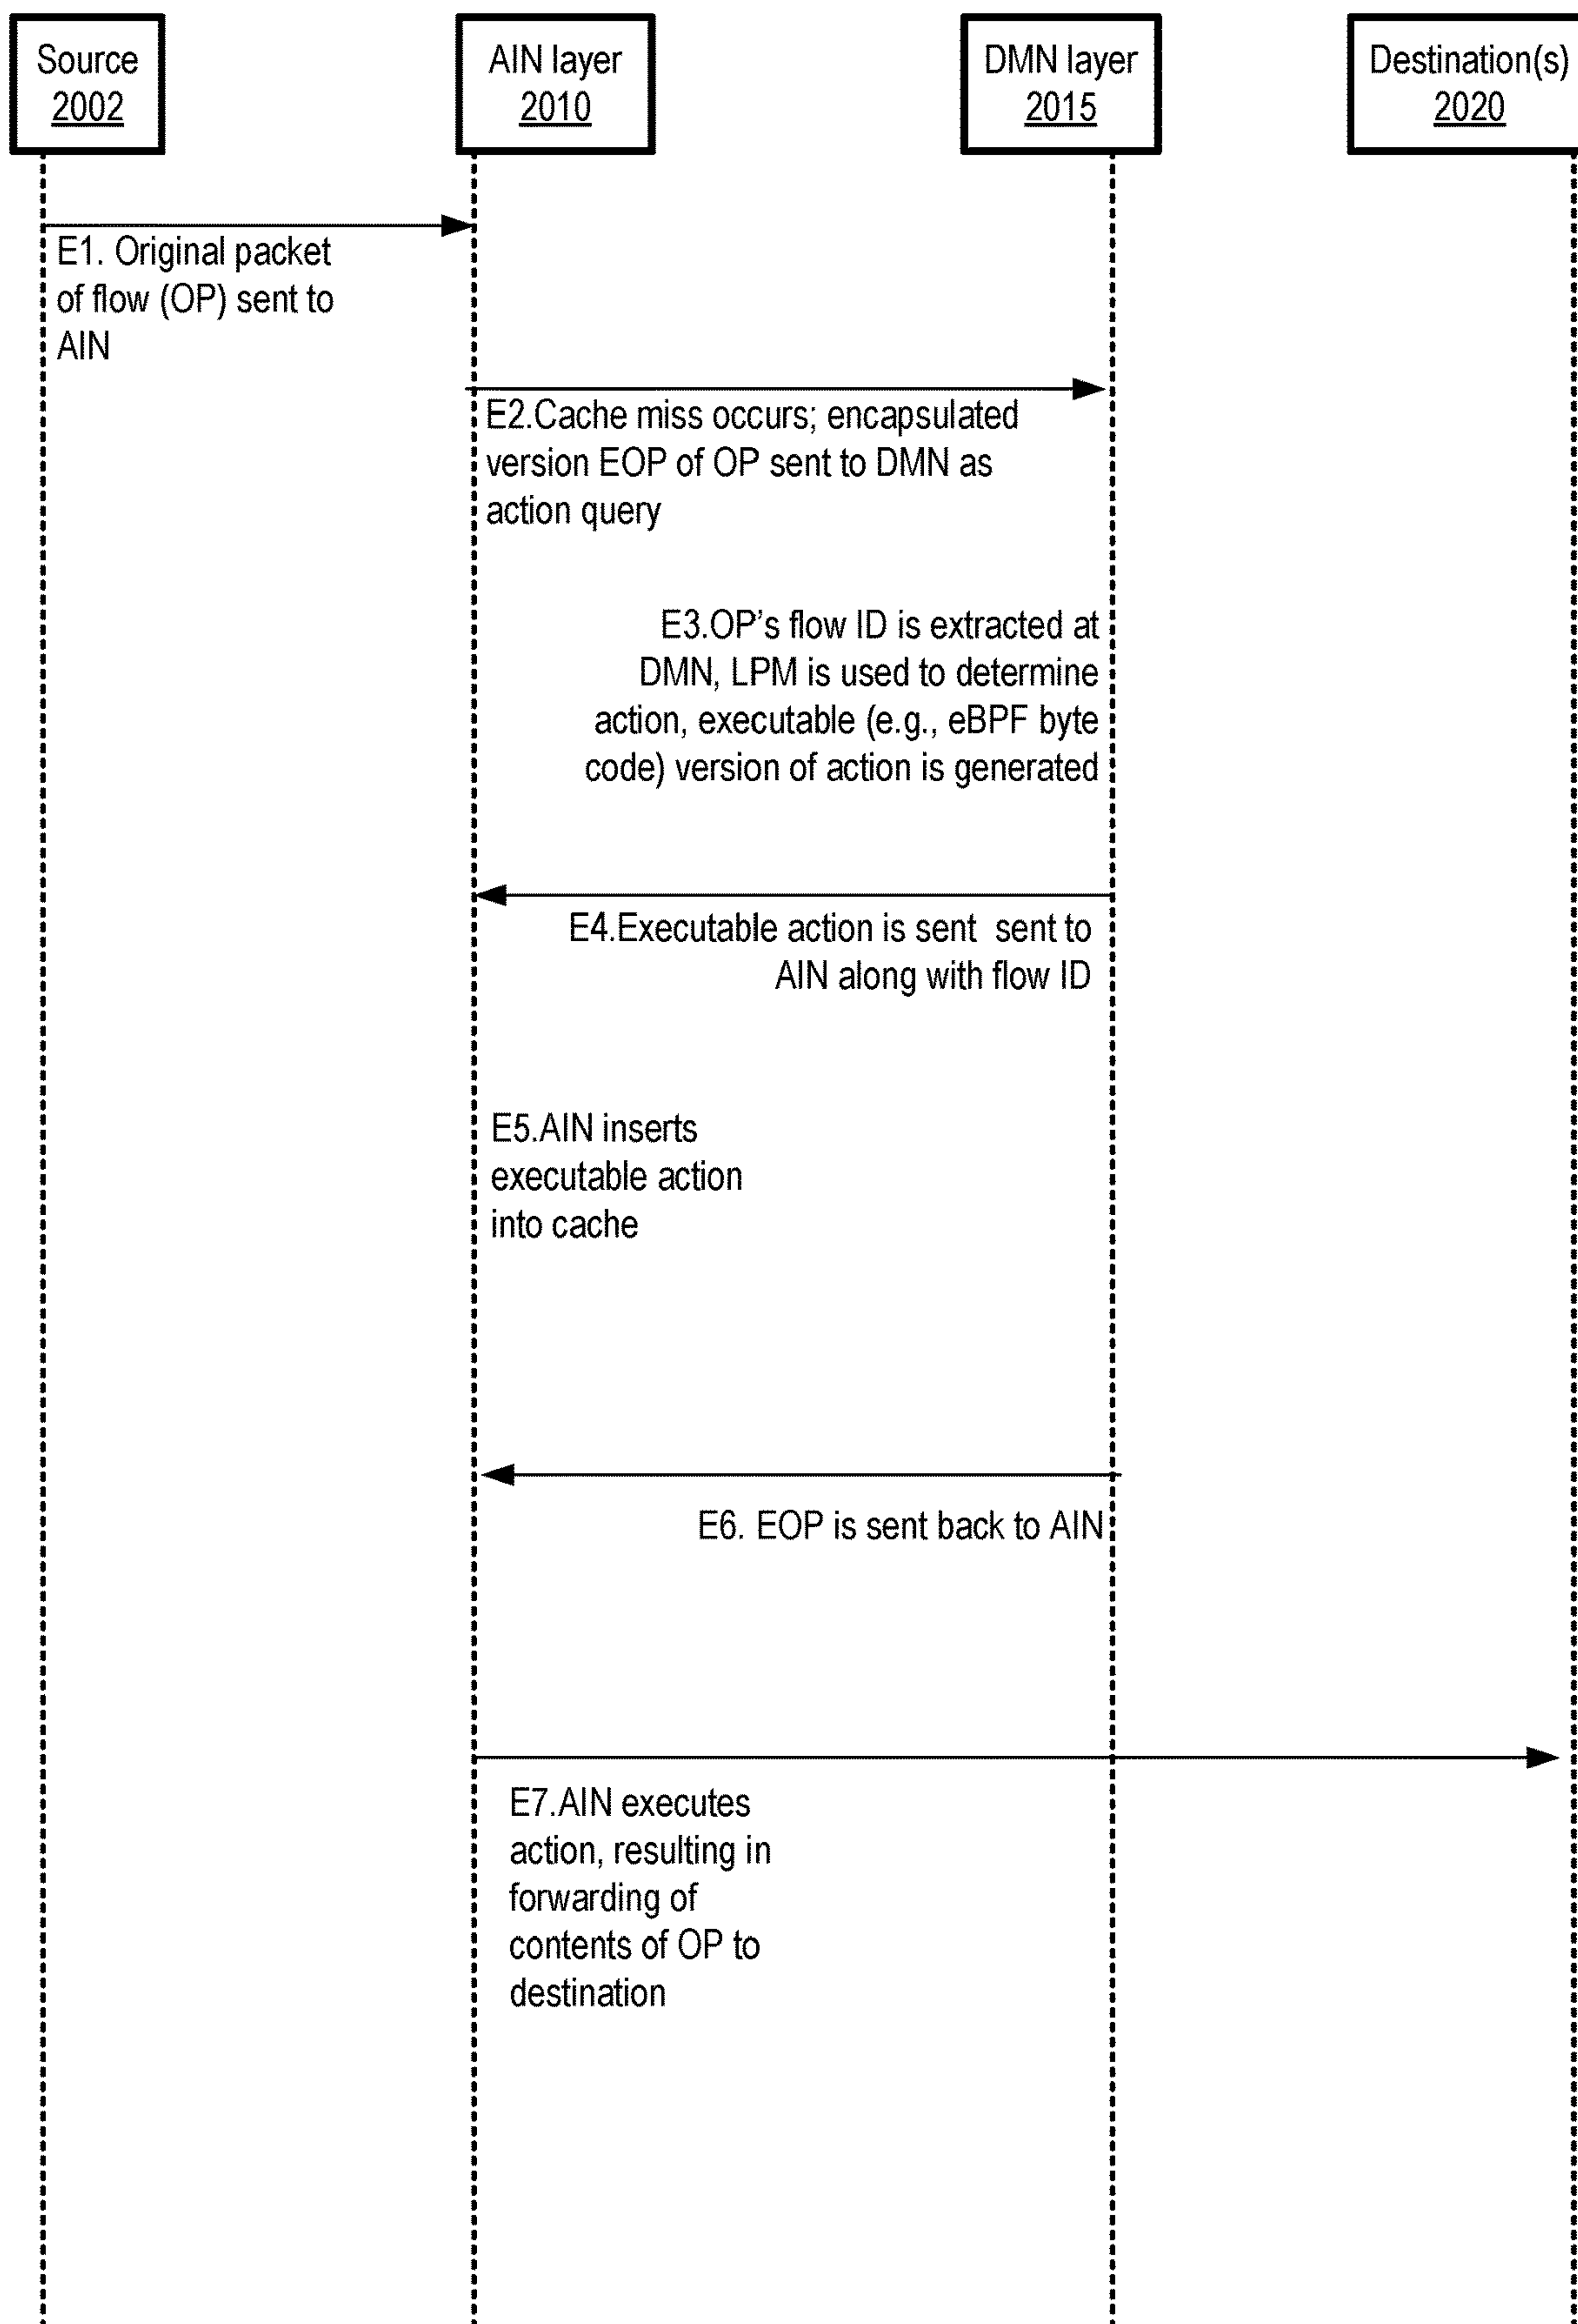 Source
2002
AIN layer
2010
DMN layer
2015
Destination(s)
2020
E1. Original packet
of flow (OP) sent to
AIN
E2.Cache miss occurs; encapsulated
version EOP of OP sent to DMN as
action query
E3.OP’s flow ID is extracted at
DMN, LPM is used to determine
action, executable (e.g., eBPF byte
code) version of action is generated
E4.Executable action is sent  sent to
AIN along with flow ID
E5.AIN inserts
executable action
into cache
E6. EOP is sent back to AIN
E7.AIN executes
action, resulting in
forwarding of
contents of OP to
destination